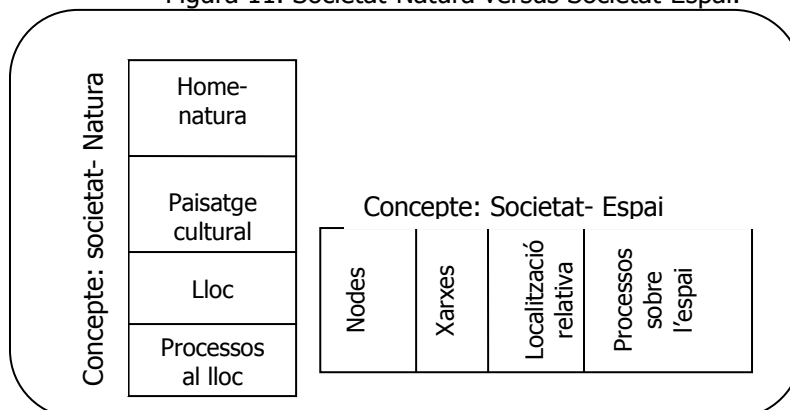 Figura 11. Societat-Natura versus Societat-Espai.
Concepte: societat- Natura
Home-
natura
Paisatge
cultural
Lloc
Processos
al lloc
Concepte: Societat- Espai
Nodes
Xarxes
Localització
relativa
Processos
sobre
l'espai